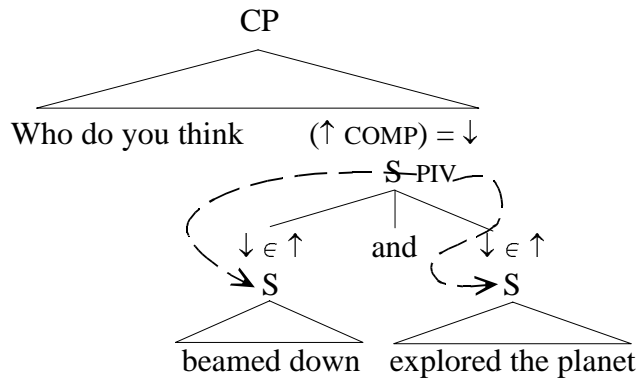 CP
Who do you think (↑ COMP) = ↓
S PIV
↓ ∈ ↑ and ↓ ∈ ↑
S S
beamed down explored the planet